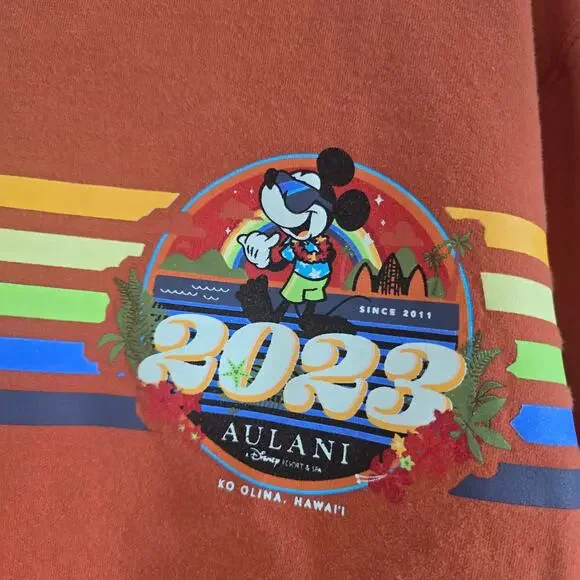 SINCE 2011
2023
AULANI
A Disney RESORT & SPA
KO OLINA, HAWAI'I